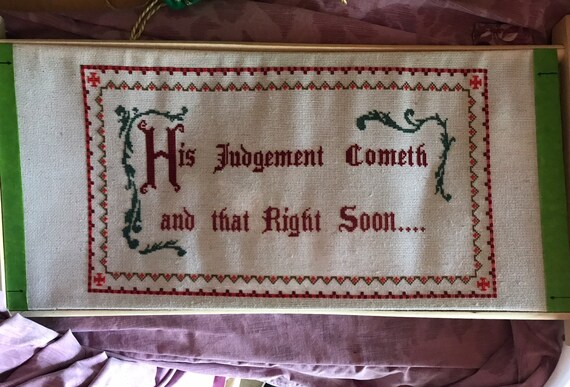 His Judgement Cometh
and that Right Soon....